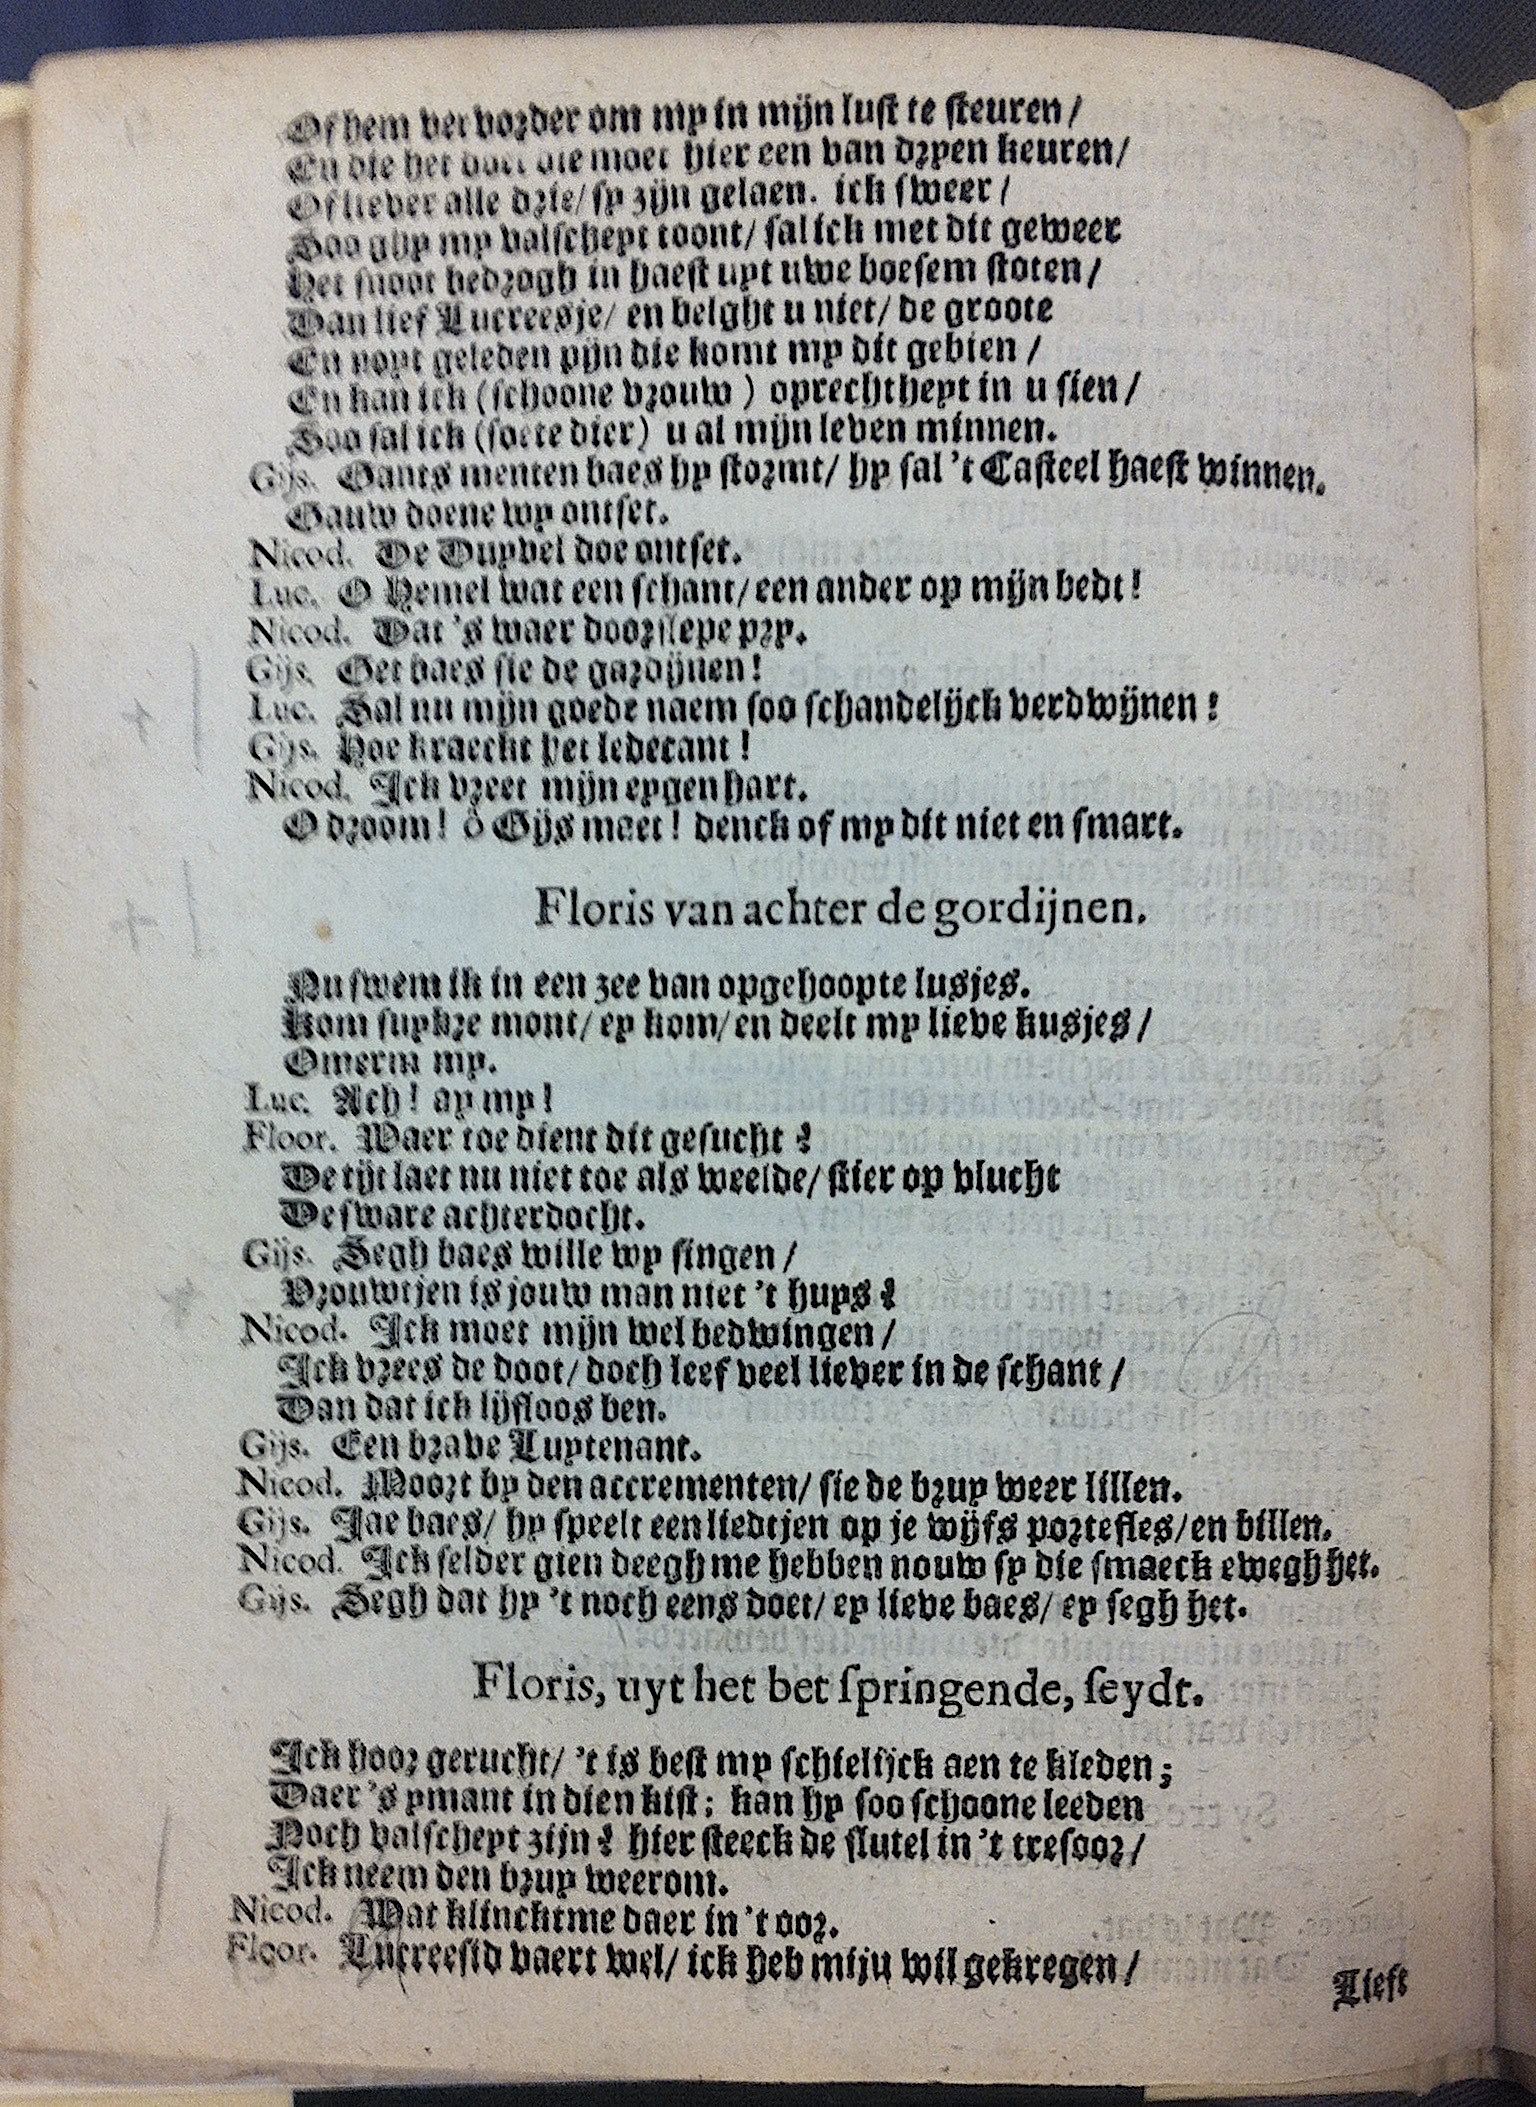 Of hem vervorder om my in mijn lust te steuren /
En die het doet die moet hier een van dryen keuren /
Of liever alle drie / sy zijn gelaen. ick sweer /
Soo ghy my valscheyt toont / sal ick met dit geweer
Het snoot bedrogh in haest uyt uwe boesem stoten /
Dan lief Lucreesje / en belght u niet / de groote
En noyt geleden pijn die komt my dit gebien /
En kan ick (schoone vrouw) oprechtheyt in u sien /
Soo sal ick (soete dier) u al mijn leven minnen.
Gijs. Gants menten baes hy stormt / hy sal 't Casteel haest winnen.
Gauw doene wy ontset.
Nicod. De Duyvel doe ontset.
Luc. O Hemel wat een schant / een ander op mijn bedt!
Nicod. Dat 's waer doorslepe pry.
Gijs. Get baes sie de gardijnen!
Luc. Sal nu mijn goede naem soo schandelijck verdwijnen!
Gijs. Hoe kraeckt het ledecant!
Nicod. Ick vreet mijn eygen hart.
O droom! ô Gijs maet! denck of my dit niet en smart.
Floris van achter de gordijnen.
Nu swem ik in een zee van opgehoopte lusjes.
Kom suykre mont / ey kom / en deelt my lieve kusjes /
Omerm my.
Luc. Ach! ay my!
Floor. Waer toe dient dit gesucht?
De tijt laet nu niet toe als weelde / stier op vlucht
De sware achterdocht.
Gijs. Segh baes wille wy singen /
Vrouwtjen is jouw man niet 't huys?
Nicod. Ick moet mijn wel bedwingen /
Ick vrees de doot / doch leef veel liever in de schant /
Dan dat ick lijfloos ben.
Gijs. Een brave Luytenant.
Nicod. Moort by den accrementen / sie de bruy weer lillen.
Gijs. Jae baes / hy speelt een liedtjen op je wijfs portefles / en billen.
Nicod. Ick selder gien deegh me hebben nouw sy die smaeck ewegh het.
Gijs. Segh dat hy 't noch eens doet / ey lieve baes / ey segh het.
Floris, uyt het bet springende, seydt.
Ick hoor gerucht / 't is best my schielijck aen te kleden;
Daer 's ymant in dien kist; kan hy soo schoone leeden
Noch valscheyt zijn? hier steeck de slutel in 't tresoor /
Ick neem den bruy weerom.
Nicod. Wat klinckt me daer in 't oor.
Floor. Lucreesid vaert wel / ick heb mijn wil gekregen /
Liest